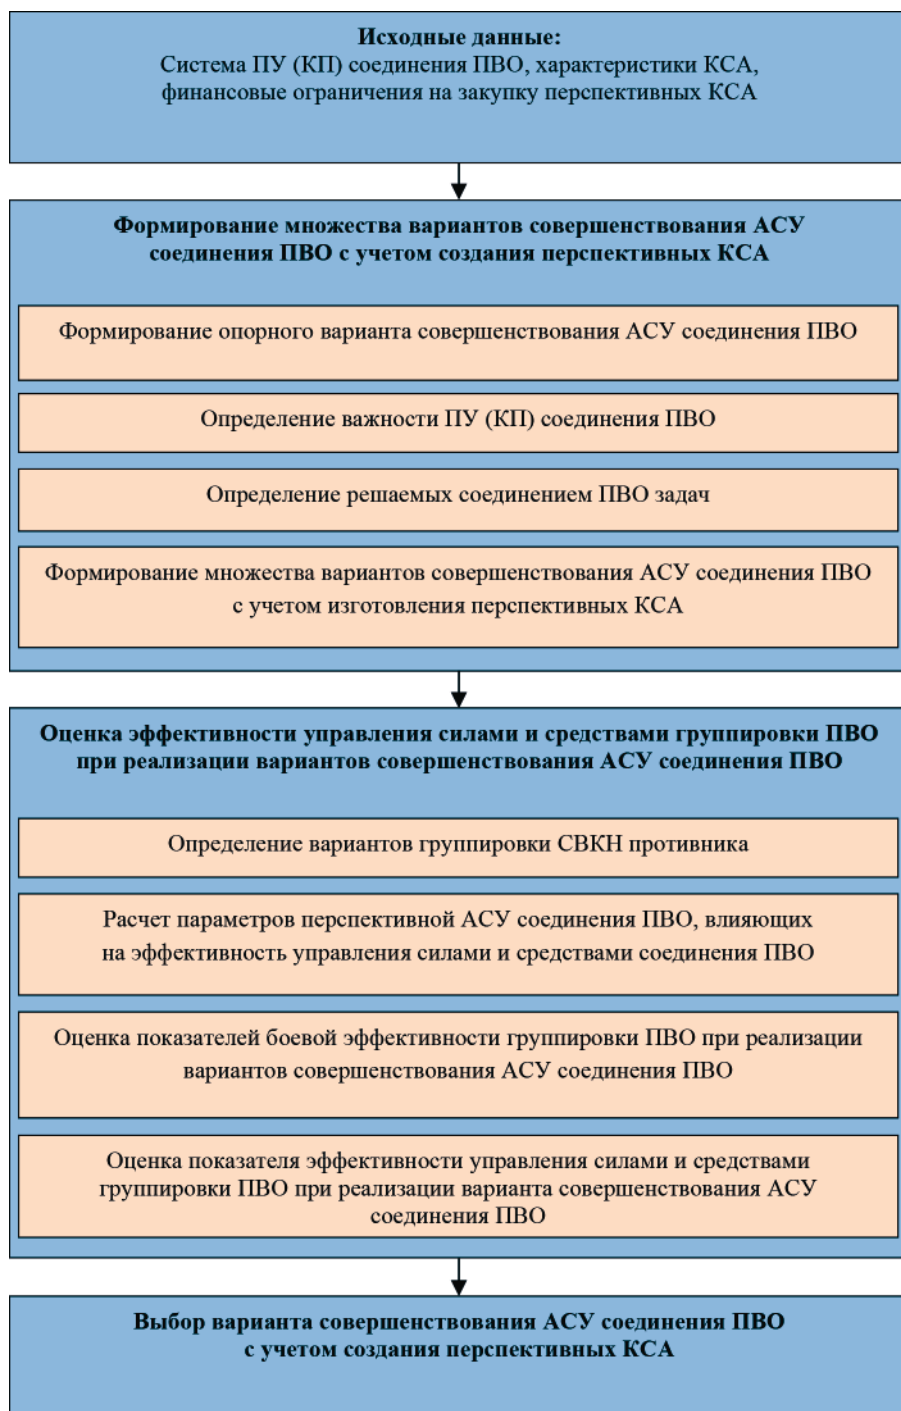 Исходные данные:
Система ПУ (КП) соединения ПВО, характеристики КСА,
финансовые ограничения на закупку перспективных КСА
Формирование множества вариантов совершенствования АСУ
соединения ПВО с учетом создания перспективных КСА
Формирование опорного варианта совершенствования АСУ соединения ПВО
Определение важности ПУ (КП) соединения ПВО
Определение решаемых соединением ПВО задач
Формирование множества вариантов совершенствования АСУ соединения ПВО
с учетом изготовления перспективных КСА
Оценка эффективности управления силами и средствами группировки ПВО
при реализации вариантов совершенствования АСУ соединения ПВО
Определение вариантов группировки СВКН противника
Расчет параметров перспективной АСУ соединения ПВО, влияющих
на эффективность управления силами и средствами соединения ПВО
Оценка показателей боевой эффективности группировки ПВО при реализации
вариантов совершенствования АСУ соединения ПВО
Оценка показателя эффективности управления силами и средствами
группировки ПВО при реализации варианта совершенствования АСУ
соединения ПВО
Выбор варианта совершенствования АСУ соединения ПВО
с учетом создания перспективных КСА